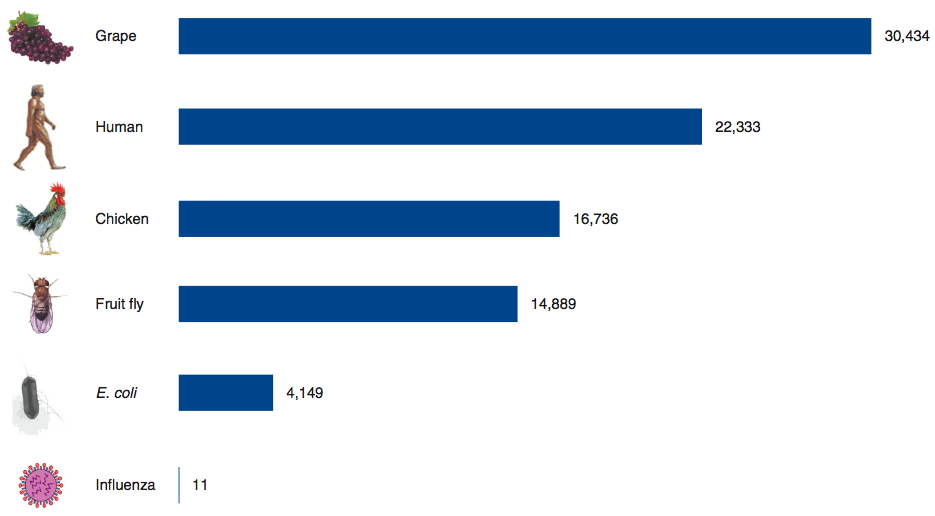 Grape 30,434
Human 22,333
Chicken 16,736
Fruit fly 14,889
E. coli 4,149
Influenza 11